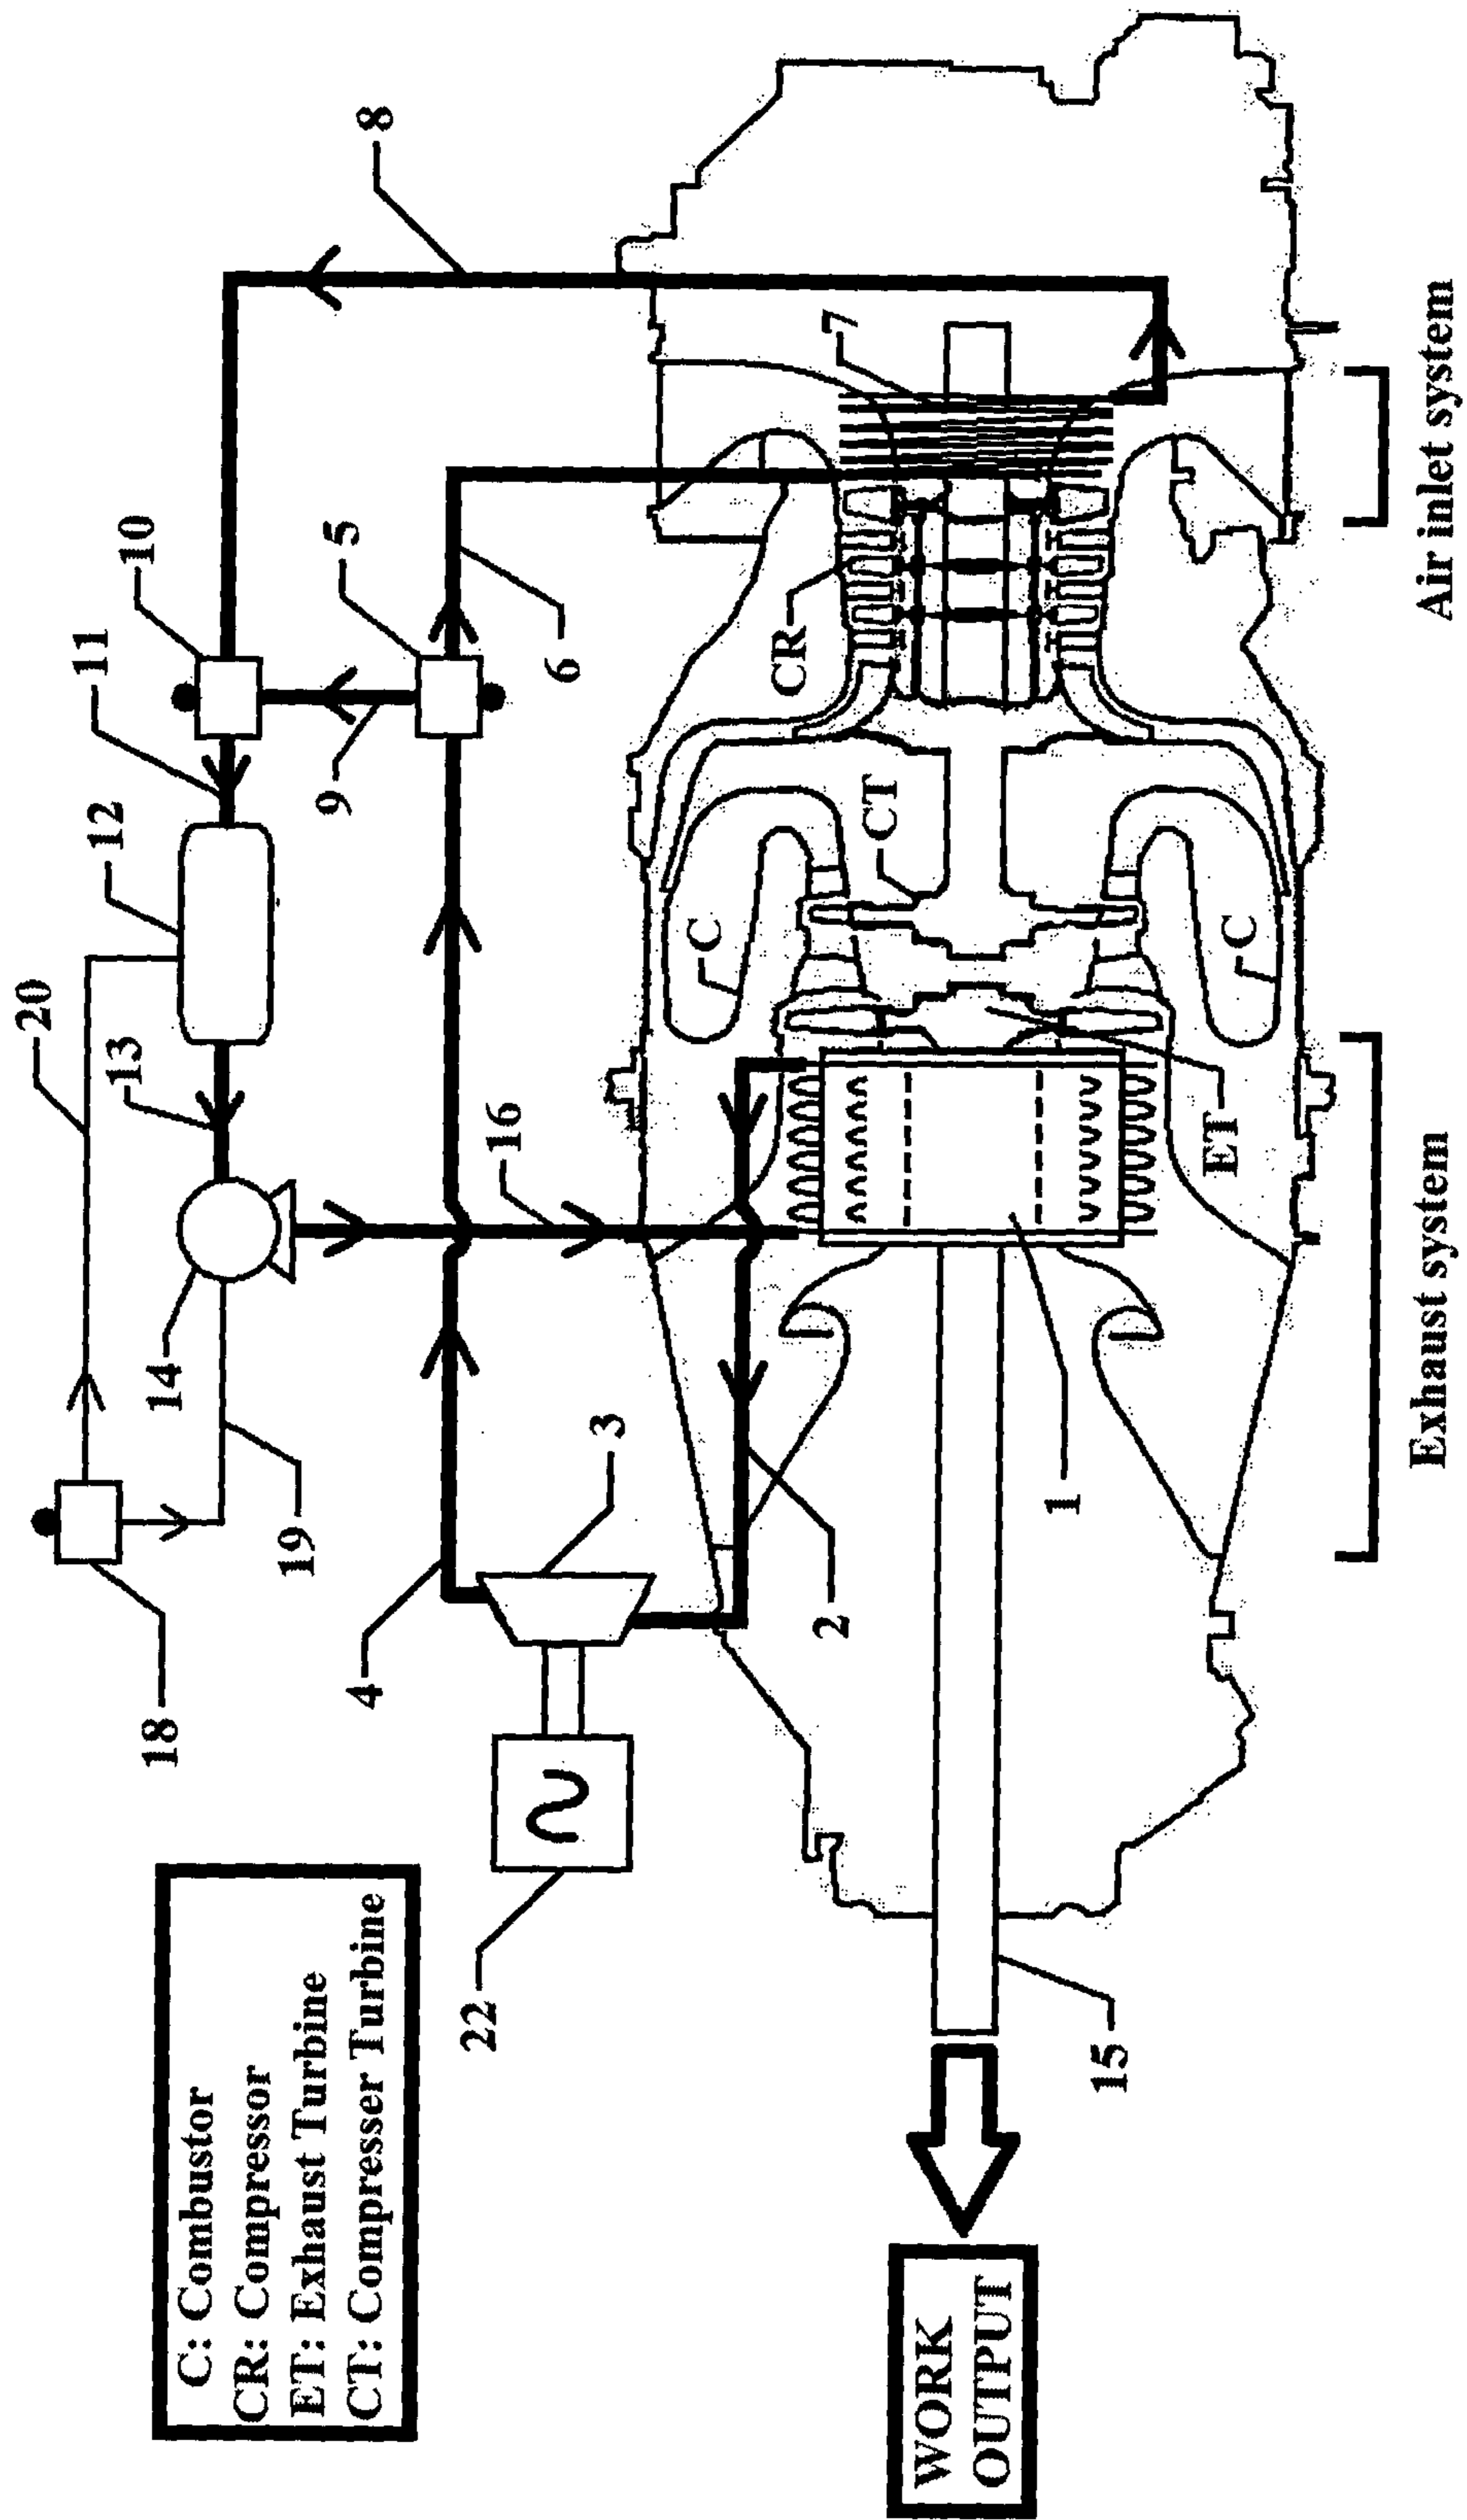 C: Combustor
CR: Compressor
ET: Exhaust Turbine
CT: Compresser Turbine
20
11
12
13
10
18
14
19
9
5
4
8
22
16
6
3
C
CR
7
2
CT
WORK
OUTPUT
1
15
ET
C
Exhaust system
Air inlet system